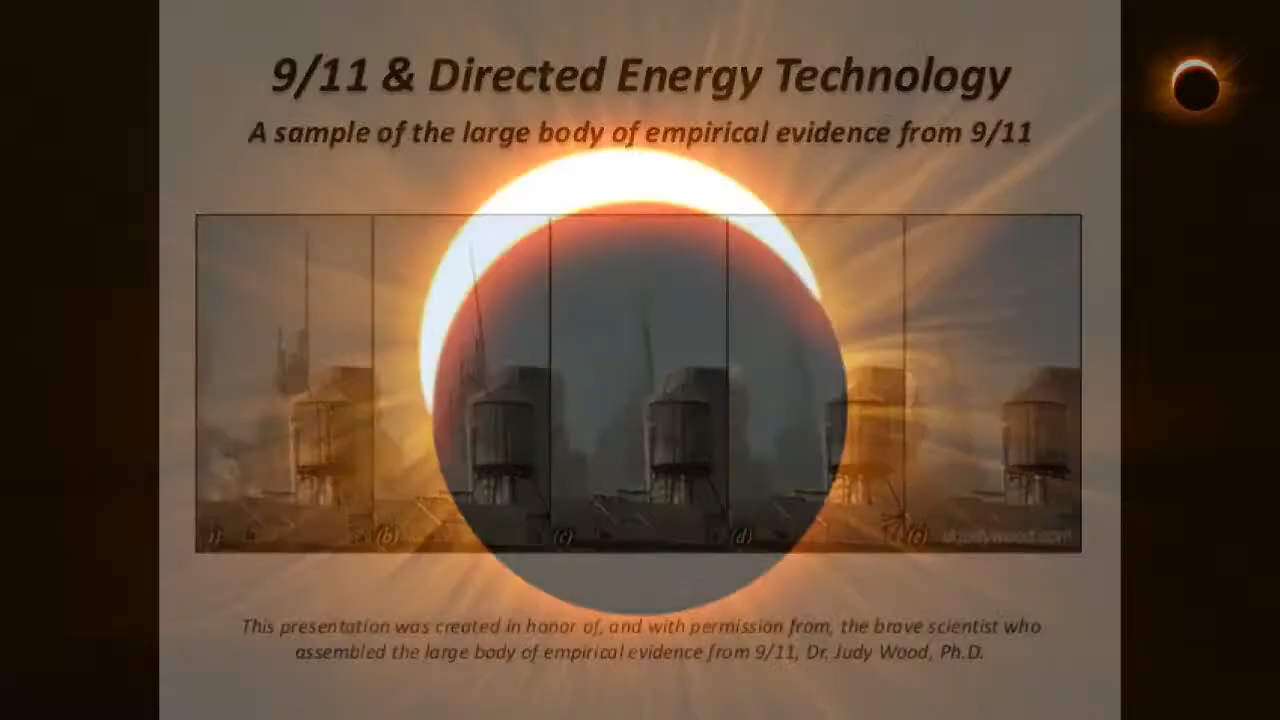 9/11 & Directed Energy Technology
A sample of the large body of empirical evidence from 9/11
(b)
(c)
(d)
(e)
drjudywood.com
This presentation was created in honor of, and with permission from, the brave scientist who
assembled the large body of empirical evidence from 9/11, Dr. Judy Wood, Ph.D.